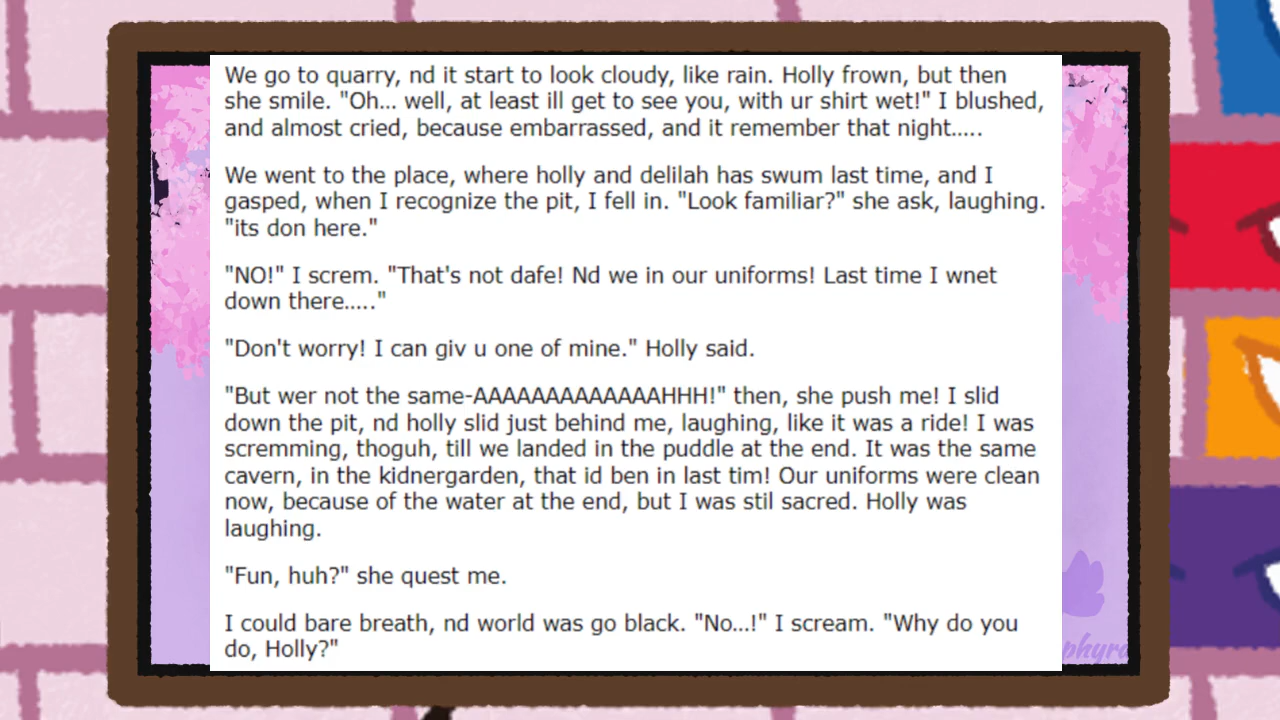 We go to quarry, nd it start to look cloudy, like rain. Holly frown, but then
she smile. "Oh... well, at least ill get to see you, with ur shirt wet!" I blushed,
and almost cried, because embarrassed, and it remember that night.....
We went to the place, where holly and delilah has swum last time, and I
gasped, when I recognize the pit, I fell in. "Look familiar?" she ask, laughing.
"its don here."
"NO!" I screm. "That's not dafe! Nd we in our uniforms! Last time I wnet
down there....."
"Don't worry! I can giv u one of mine." Holly said.
"But wer not the same-AAAAAAAAAAAAAHHH!" then, she push me! I slid
down the pit, nd holly slid just behind me, laughing, like it was a ride! I was
scremming, thoguh, till we landed in the puddle at the end. It was the same
cavern, in the kidnergarden, that id ben in last tim! Our uniforms were clean
now, because of the water at the end, but I was stil sacred. Holly was
laughing.
"Fun, huh?" she quest me.
I could bare breath, nd world was go black. "No...!" I scream. "Why do you
do, Holly?"